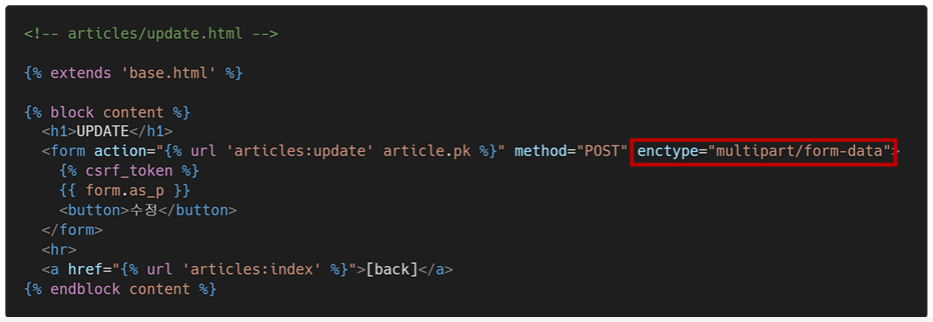 <!-- articles/update.html -->
{% extends 'base.html' %}
{% block content %}
<h1>UPDATE</h1>
<form action="{% url 'articles:update' article.pk %}" method="POST" enctype="multipart/form-data">
{% csrf_token %}
{{ form.as_p }}
<button>수정</button>
</form>
<hr>
<a href="{% url 'articles:index' %}">[back]</a>
{% endblock content %}